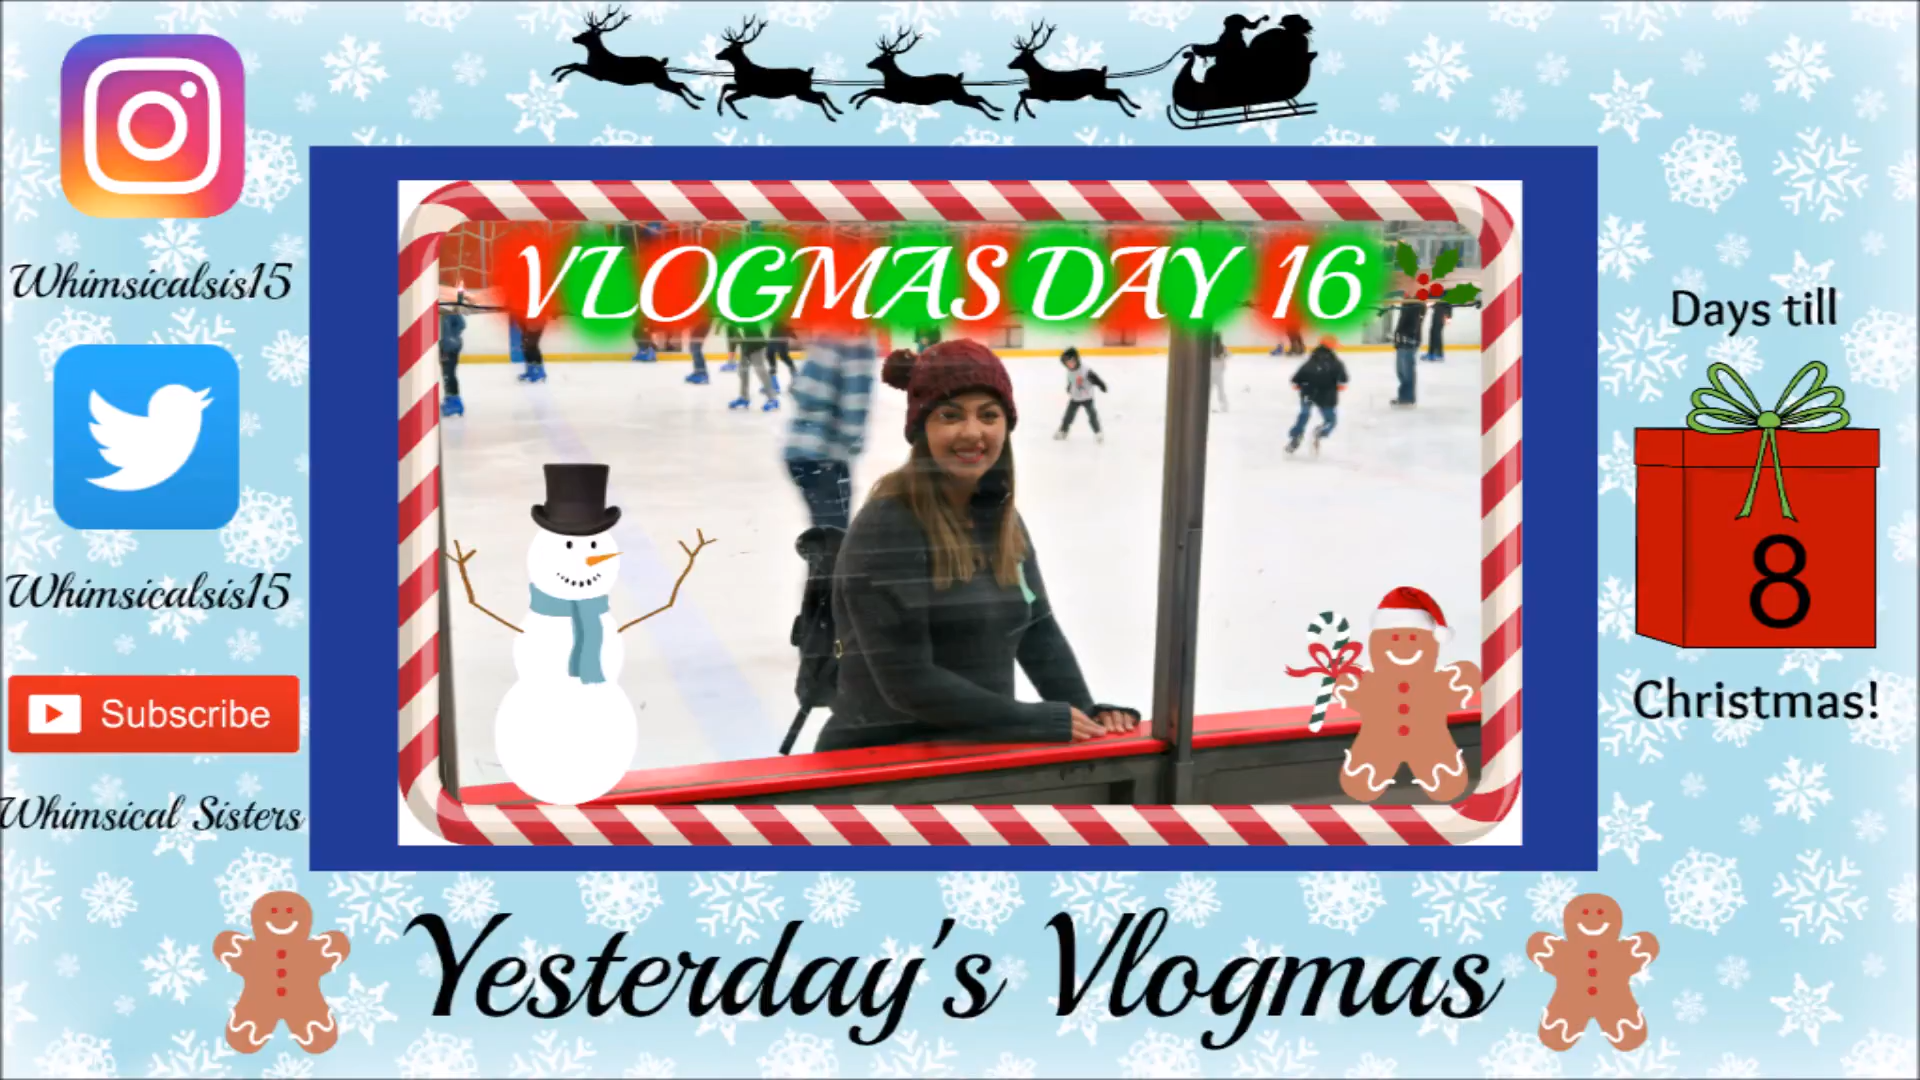 Whimsicalsis15
Whimsicalsis15
Subscribe
Whimsical Sisters
VLOGMAS DAY 16
Days till
8
Christmas!
Yesterday's Vlogmas